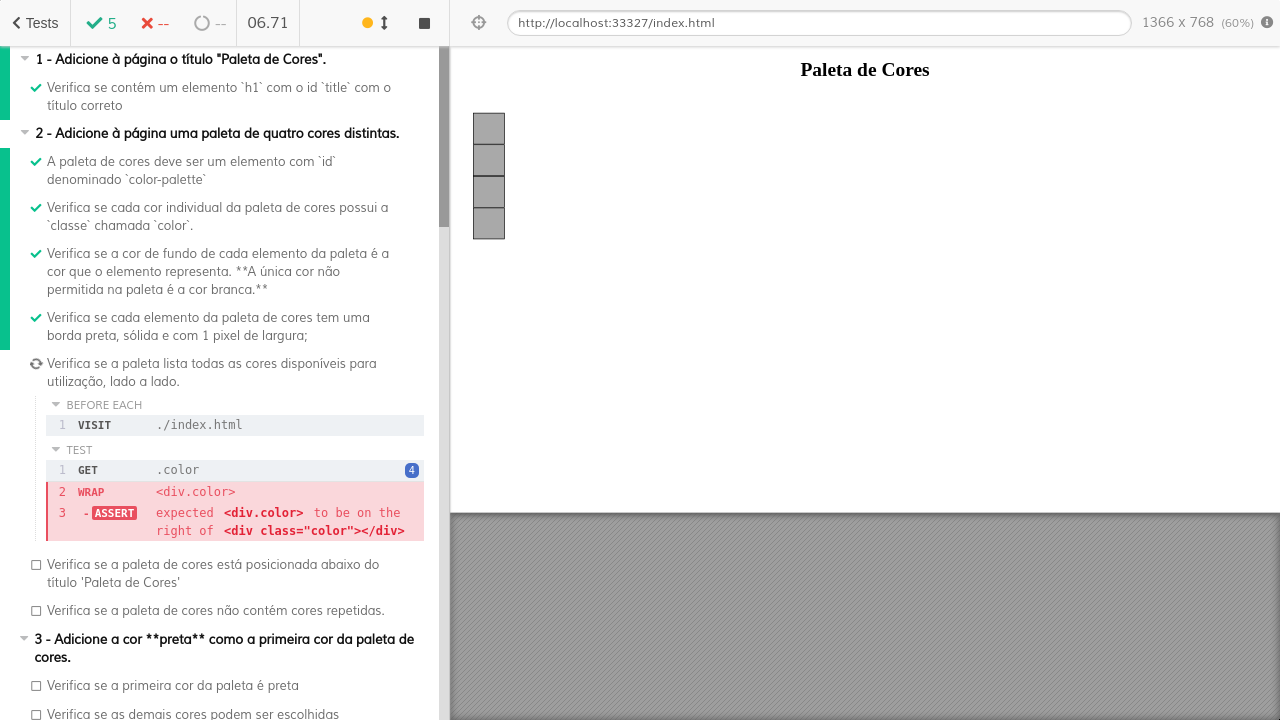 Tests
5
--
--
06.71
http://localhost:33327/index.html
1366 x 768 (60%)
1 - Adicione à página o título "Paleta de Cores".
Verifica se contém um elemento `h1` com o id `title` com o
título correto
2 - Adicione à página uma paleta de quatro cores distintas.
A paleta de cores deve ser um elemento com `id`
denominado `color-palette`
Verifica se cada cor individual da paleta de cores possui a
`classe` chamada `color`.
Verifica se a cor de fundo de cada elemento da paleta é a
cor que o elemento representa. **A única cor não
permitida na paleta é a cor branca.**
Verifica se cada elemento da paleta de cores tem uma
borda preta, sólida e com 1 pixel de largura;
Verifica se a paleta lista todas as cores disponíveis para
utilização, lado a lado.
BEFORE EACH
1 VISIT ./index.html
TEST
1 GET .color 4
2 WRAP <div.color>
3 -ASSERT expected <div.color> to be on the
right of <div class="color"></div>
Verifica se a paleta de cores está posicionada abaixo do
título 'Paleta de Cores'
Verifica se a paleta de cores não contém cores repetidas.
3 - Adicione a cor **preta** como a primeira cor da paleta de
cores.
Verifica se a primeira cor da paleta é preta
Verifica se as demais cores podem ser escolhidas
Paleta de Cores